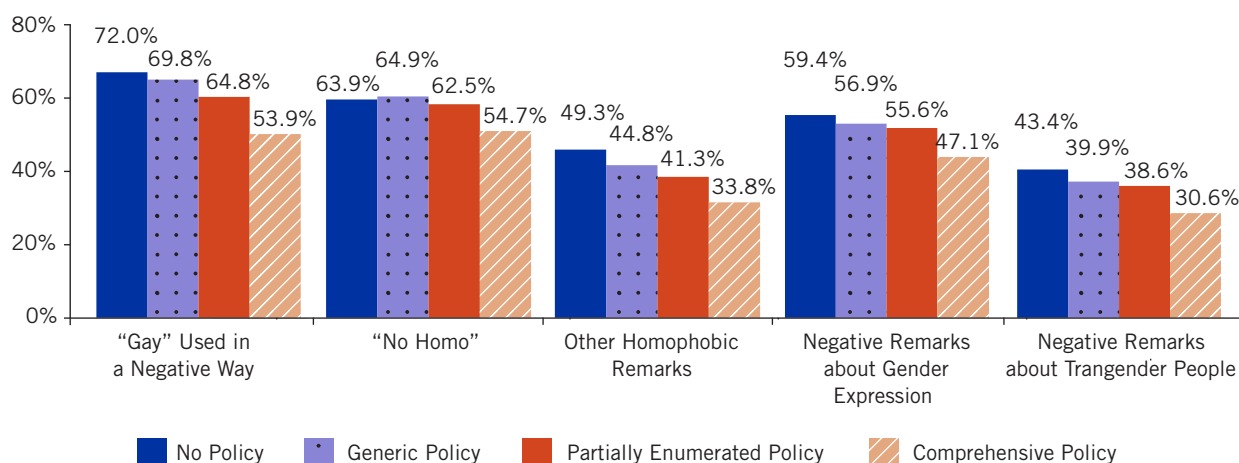 80%
72.0%
69.8%
64.8%
53.9%
63.9%
64.9%
62.5%
54.7%
49.3%
44.8%
41.3%
33.8%
59.4%
56.9%
55.6%
47.1%
43.4%
39.9%
38.6%
30.6%
60%
40%
20%
0%
“Gay” Used in
a Negative Way
“No Homo”
Other Homophobic
Remarks
Negative Remarks
about Gender
Expression
Negative Remarks
about Trangender People
No Policy
Generic Policy
Partially Enumerated Policy
Comprehensive Policy